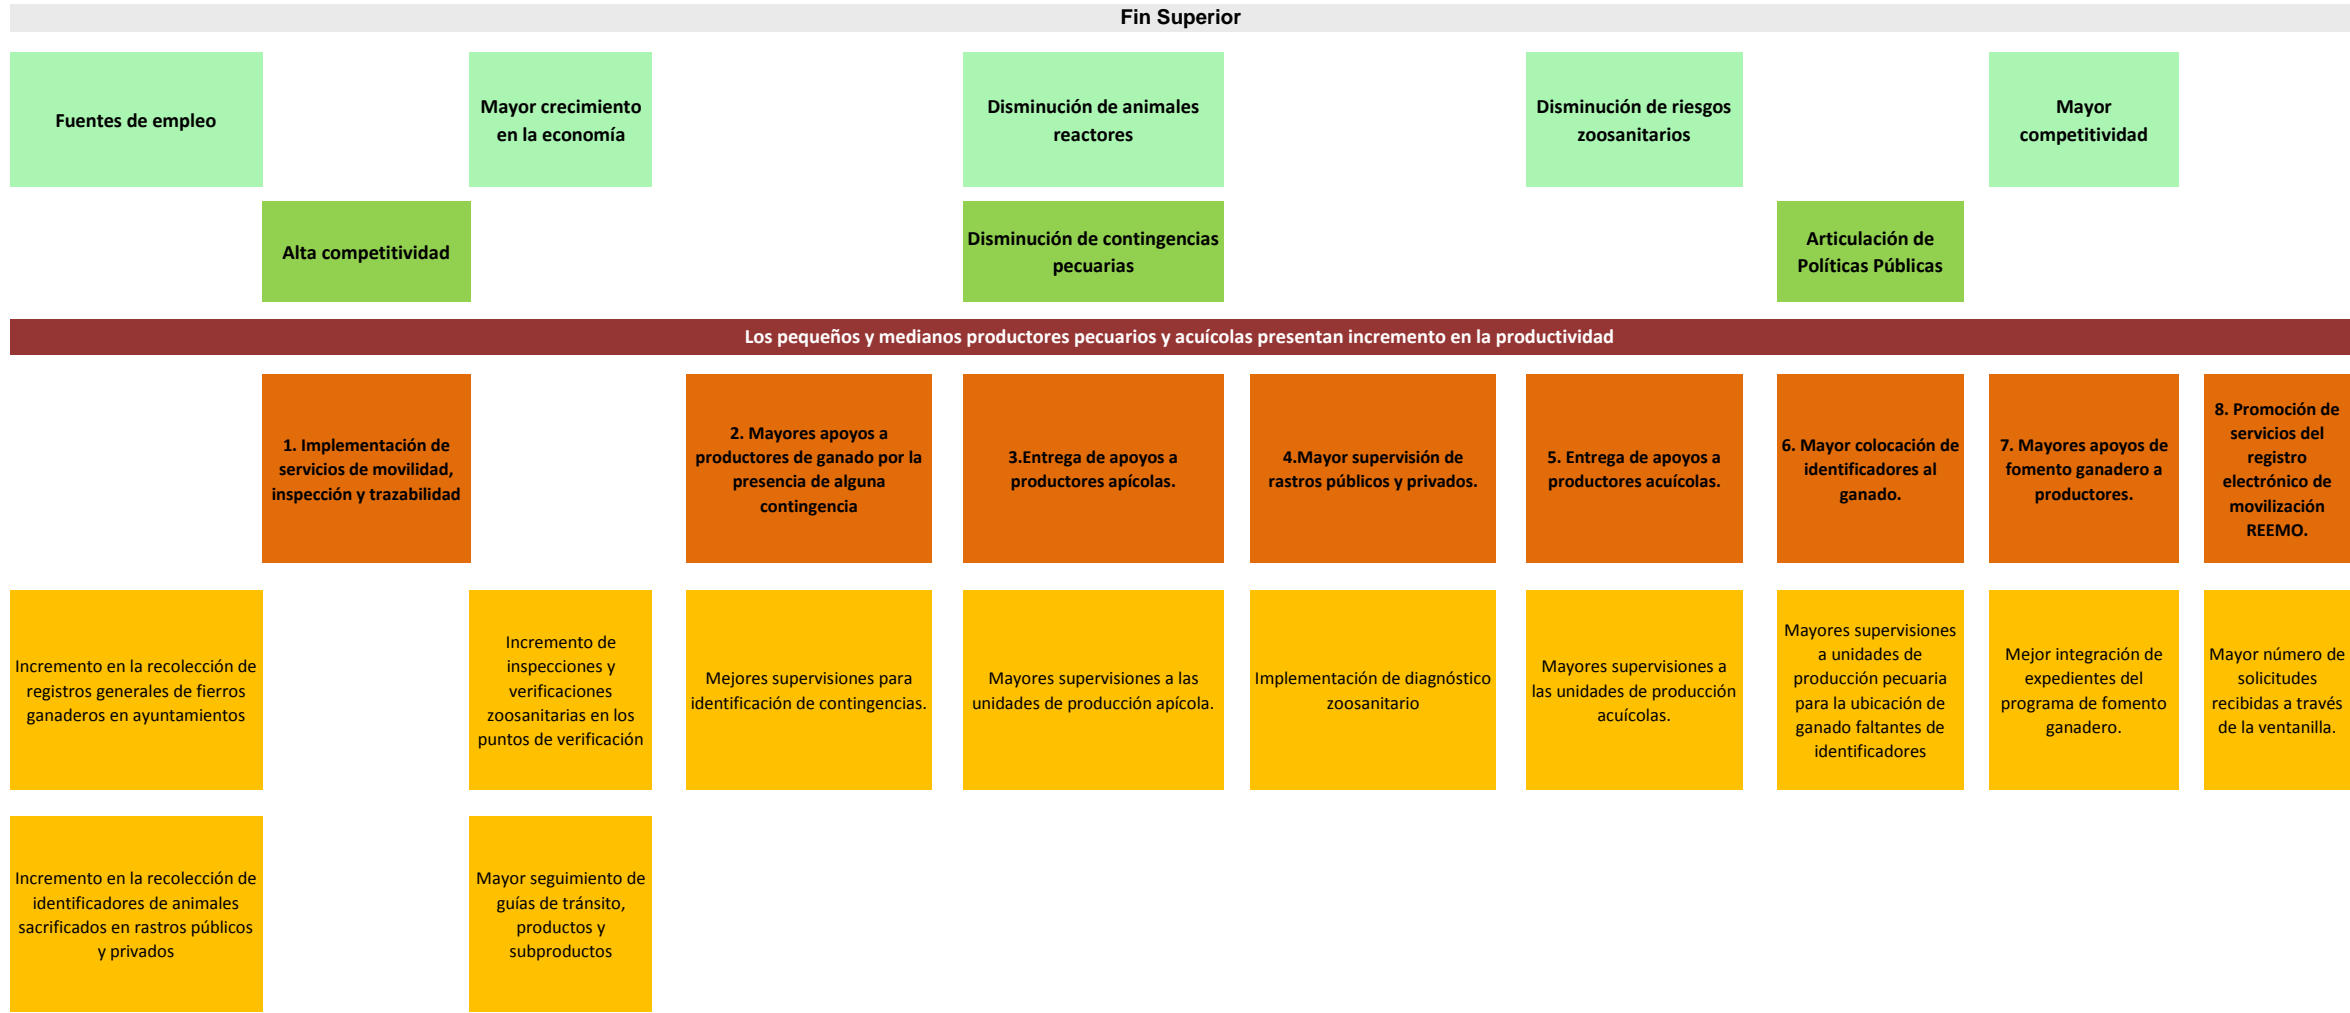 Fin Superior
Fuentes de empleo
Mayor crecimiento
en la economía
Disminución de animales
reactores
Disminución de riesgos
zoosanitarios
Mayor
competitividad
Alta competitividad
Disminución de contingencias
pecuarias
Articulación de
Políticas Públicas
Los pequeños y medianos productores pecuarios y acuícolas presentan incremento en la productividad
1. Implementación de
servicios de movilidad,
inspección y trazabilidad
2. Mayores apoyos a
productores de ganado por la
presencia de alguna
contingencia
3.Entrega de apoyos a
productores apícolas.
4.Mayor supervisión de
rastros públicos y privados.
5. Entrega de apoyos a
productores acuícolas.
6. Mayor colocación de
identificadores al
ganado.
7. Mayores apoyos de
fomento ganadero a
productores.
8. Promoción de
servicios del
registro
electrónico de
movilización
REEMO.
Incremento en la recolección de
registros generales de fierros
ganaderos en ayuntamientos
Incremento de
inspecciones y
verificaciones
zoosanitarias en los
puntos de verificación
Mejores supervisiones para
identificación de contingencias.
Mayores supervisiones a las
unidades de producción apícola.
Implementación de diagnóstico
zoosanitario
Mayores supervisiones a
las unidades de producción
acuícolas.
Mayores supervisiones
a unidades de
producción pecuaria
para la ubicación de
ganado faltantes de
identificadores
Mejor integración de
expedientes del
programa de fomento
ganadero.
Mayor número de
solicitudes
recibidas a través
de la ventanilla.
Incremento en la recolección de
identificadores de animales
sacrificados en rastros públicos
y privados
Mayor seguimiento de
guías de tránsito,
productos y
subproductos